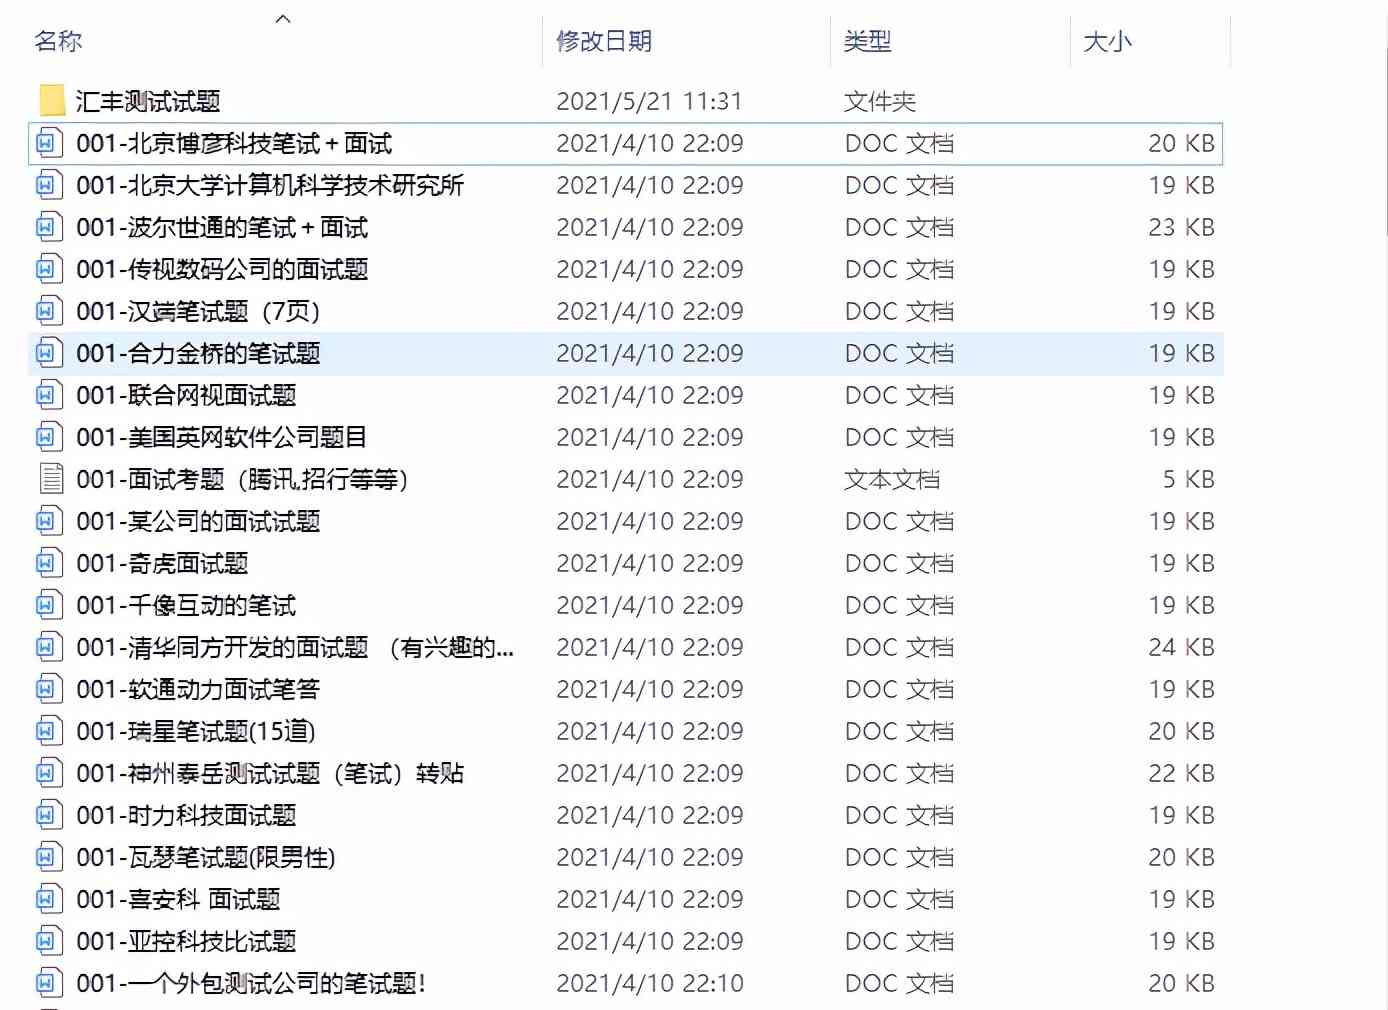 名称 修改日期 类型 大小
汇丰测试试题 2021/5/21 11:31 文件夹
001-北京博彦科技笔试＋面试 2021/4/10 22:09 DOC 文档 20 KB
001-北京大学计算机科学技术研究所 2021/4/10 22:09 DOC 文档 19 KB
001-波尔世通的笔试＋面试 2021/4/10 22:09 DOC 文档 23 KB
001-传视数码公司的面试题 2021/4/10 22:09 DOC 文档 19 KB
001-汉端笔试题（7页） 2021/4/10 22:09 DOC 文档 19 KB
001-合力金桥的笔试题 2021/4/10 22:09 DOC 文档 19 KB
001-联合网视面试题 2021/4/10 22:09 DOC 文档 19 KB
001-美国英网软件公司题目 2021/4/10 22:09 DOC 文档 19 KB
001-面试考题（腾讯,招行等等） 2021/4/10 22:09 文本文档 5 KB
001-某公司的面试试题 2021/4/10 22:09 DOC 文档 19 KB
001-奇虎面试题 2021/4/10 22:09 DOC 文档 19 KB
001-千像互动的笔试 2021/4/10 22:09 DOC 文档 19 KB
001-清华同方开发的面试题 （有兴趣的... 2021/4/10 22:09 DOC 文档 24 KB
001-软通动力面试笔答 2021/4/10 22:09 DOC 文档 19 KB
001-瑞星笔试题(15道) 2021/4/10 22:09 DOC 文档 20 KB
001-神州泰岳测试试题（笔试）转贴 2021/4/10 22:09 DOC 文档 22 KB
001-时力科技面试题 2021/4/10 22:09 DOC 文档 19 KB
001-瓦瑟笔试题(限男性) 2021/4/10 22:09 DOC 文档 20 KB
001-喜安科 面试题 2021/4/10 22:09 DOC 文档 19 KB
001-亚控科技比试题 2021/4/10 22:09 DOC 文档 19 KB
001-一个外包测试公司的笔试题！ 2021/4/10 22:10 DOC 文档 20 KB